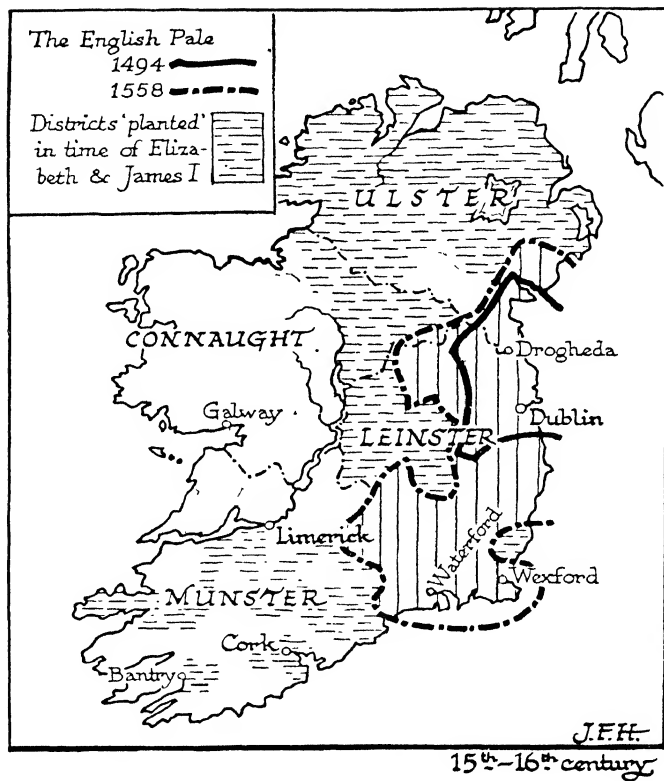 The English Pale
1494
1558
Districts 'planted'
in time of Eliza-
beth & James I
ULSTER
CONNAUGHT
Drogheda
Galway
Dublin
LEINSTER
Limerick
Waterford
Wexford
MUNSTER
Cork
Bantry
J.F.H.
15th–16th century